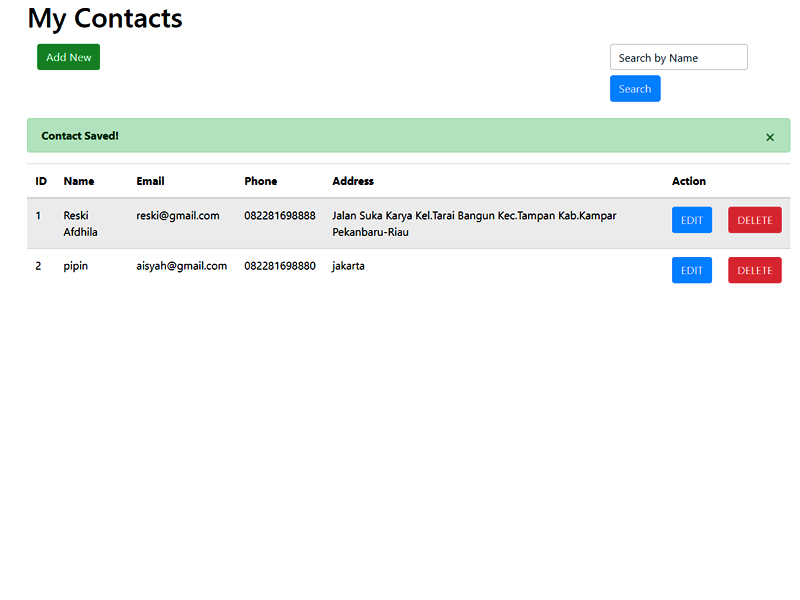 My Contacts
Add New
Search by Name
Search
Contact Saved!
×
ID Name Email Phone Address Action
1 Reski reski@gmail.com 082281698888 Jalan Suka Karya Kel.Tarai Bangun Kec.Tampan Kab.Kampar EDIT DELETE
Afdhila Pekanbaru-Riau
2 pipin aisyah@gmail.com 082281698880 jakarta EDIT DELETE